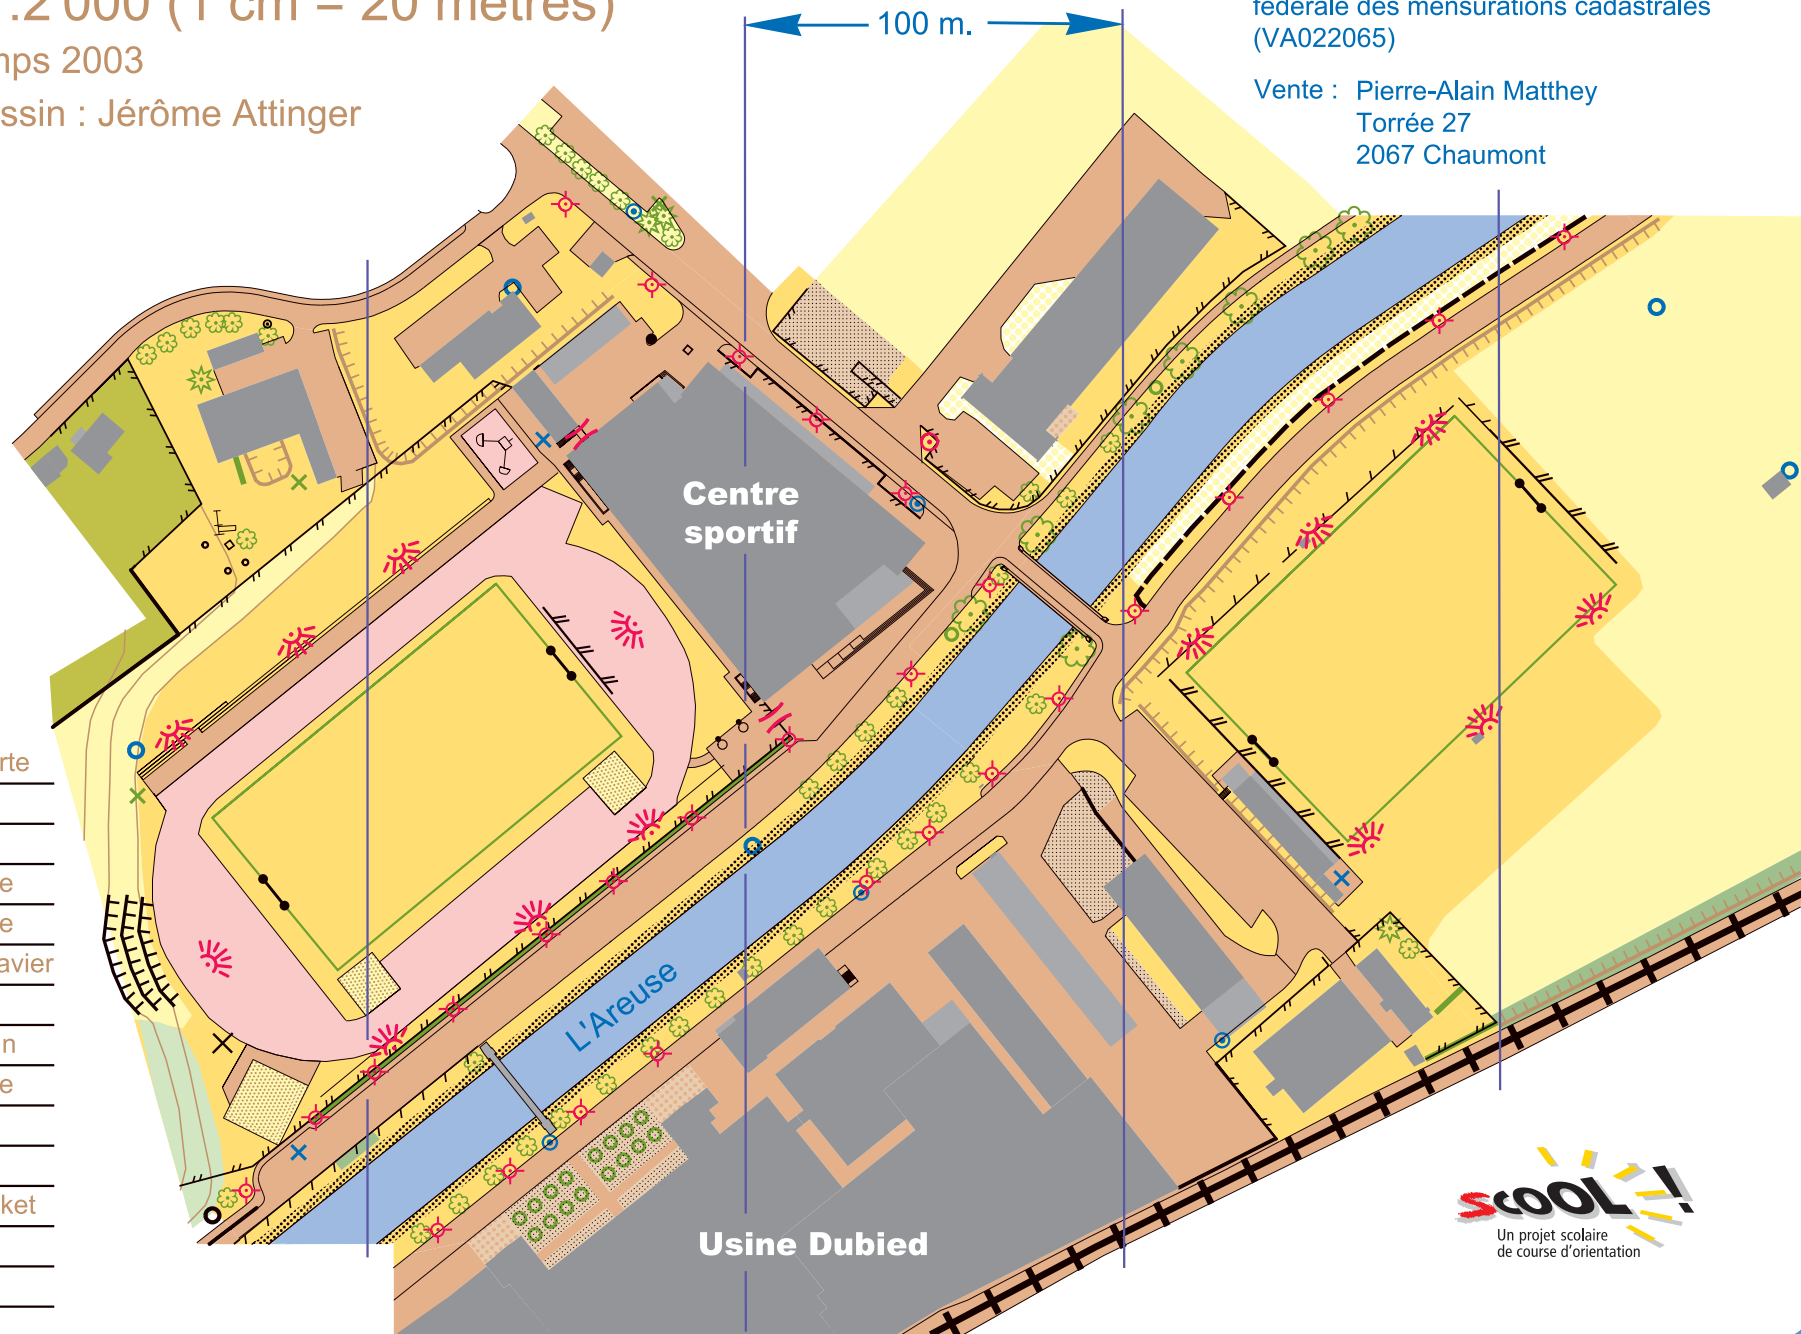 .2'000 (1 cm = 20 mètres)
mps 2003
ssin : Jérôme Attinger
100 m.
fédérale des mensurations cadastrales
(VA022065)
Vente : Pierre-Alain Matthey
Torrée 27
2067 Chaumont
Centre
sportif
L'Areuse
Usine Dubied
rte
e
e
avier
n
e
ket
scool !
Un projet scolaire
de course d'orientation